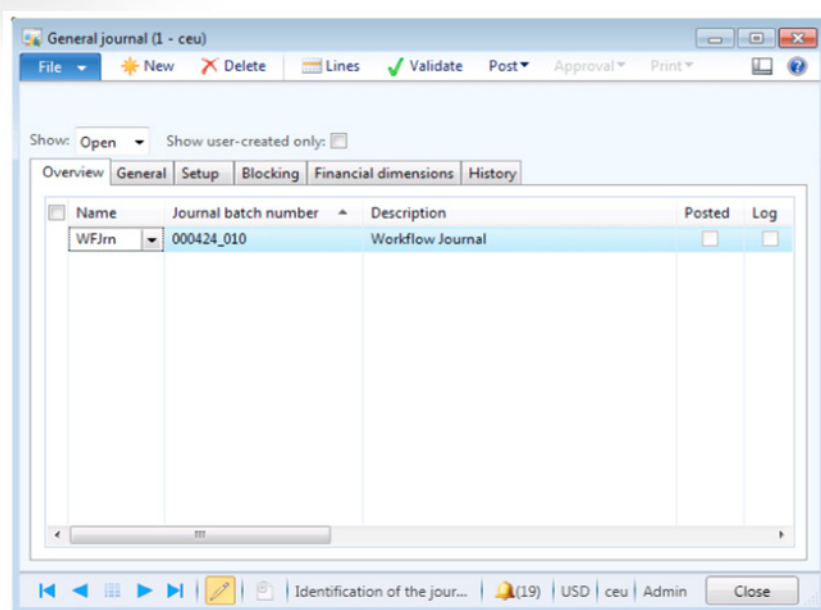 General journal (1 - ceu)
File New Delete Lines Validate Post Approval Print
Show: Open Show user-created only:
Overview General Setup Blocking Financial dimensions History
Name Journal batch number Description Posted Log
WFJrn 000424_010 Workflow Journal
Identification of the jour... (19) USD ceu Admin Close